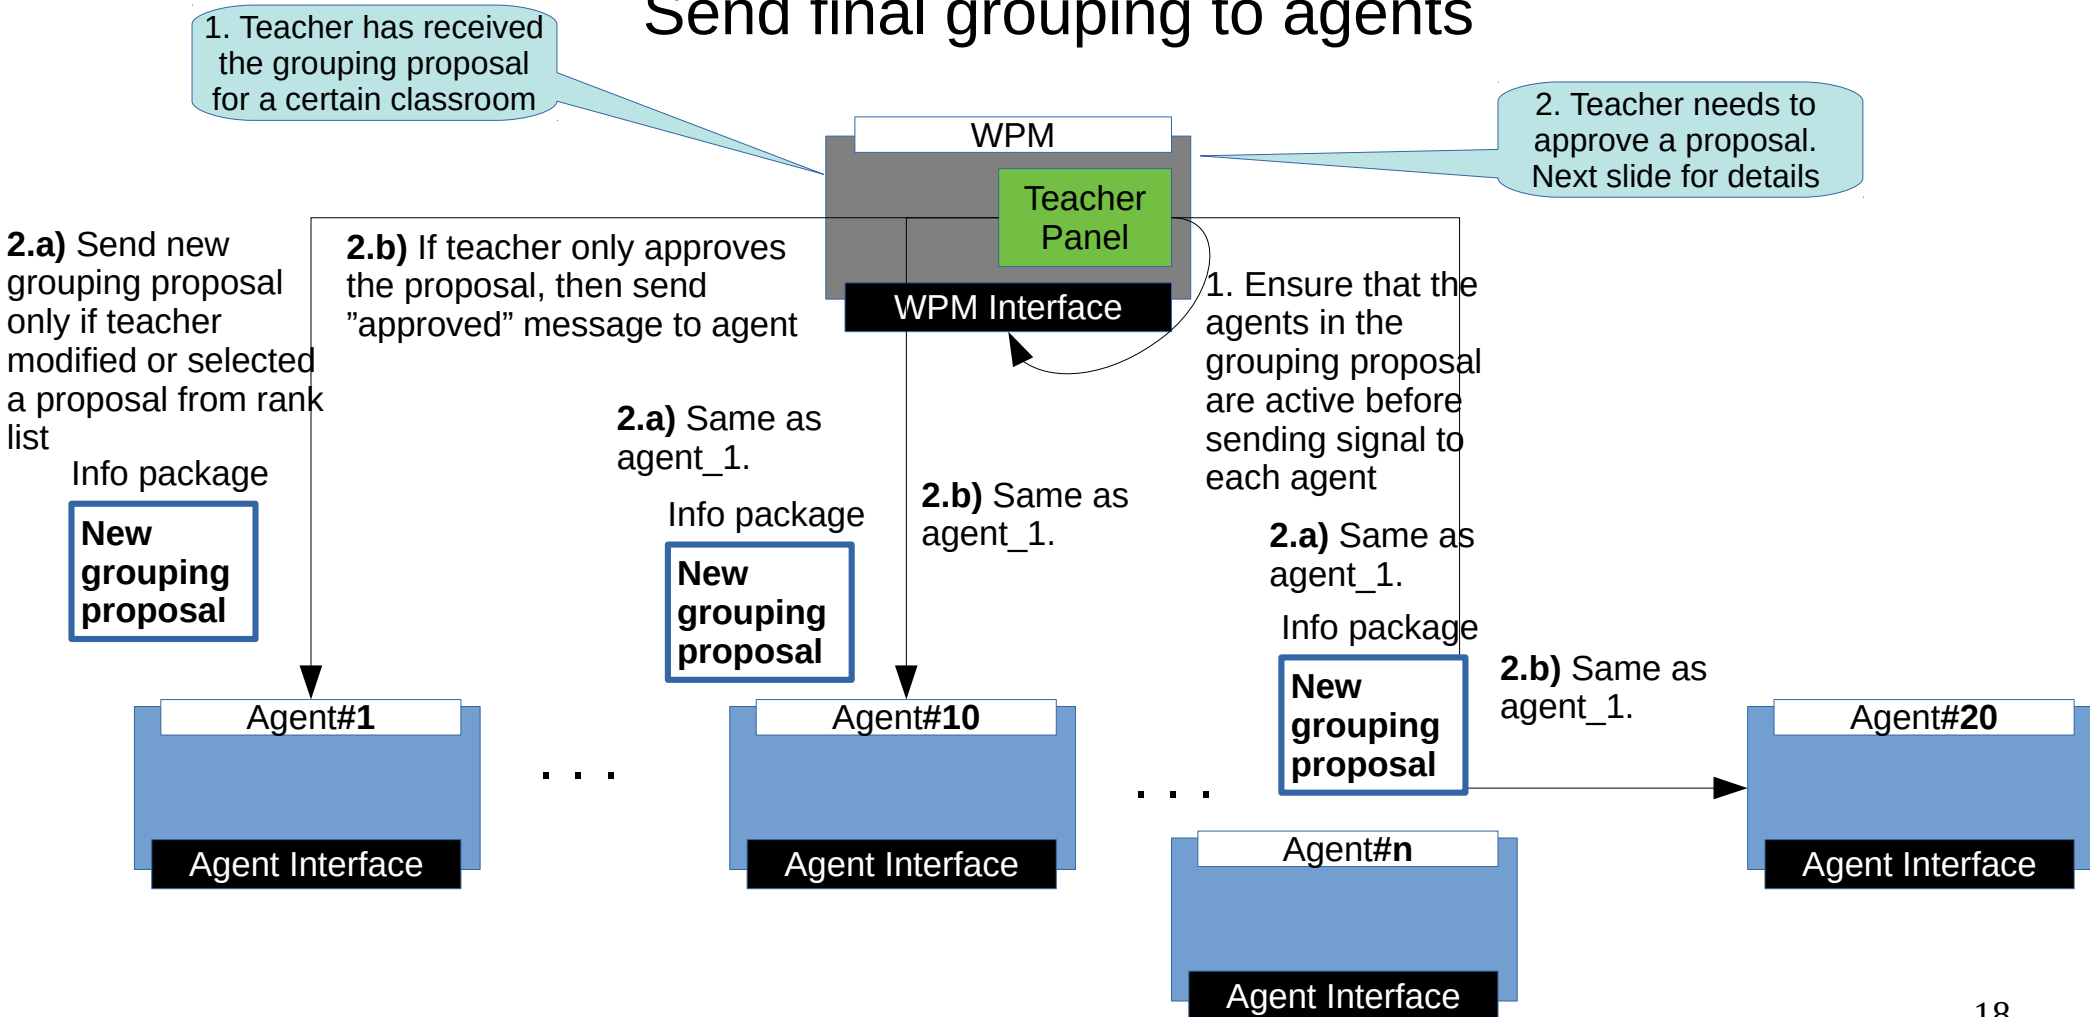 Send final grouping to agents
1. Teacher has received
the grouping proposal
for a certain classroom
2. Teacher needs to
approve a proposal.
Next slide for details
WPM
Teacher
Panel
WPM Interface
2.a) Send new
grouping proposal
only if teacher
modified or selected
a proposal from rank
list
2.b) If teacher only approves
the proposal, then send
”approved” message to agent
1. Ensure that the
agents in the
grouping proposal
are active before
sending signal to
each agent
Info package
New
grouping
proposal
2.a) Same as
agent_1.
Info package
New
grouping
proposal
2.b) Same as
agent_1.
2.a) Same as
agent_1.
Info package
New
grouping
proposal
2.b) Same as
agent_1.
Agent#1
Agent Interface
. . .
Agent#10
Agent Interface
. . .
Agent#n
Agent Interface
Agent#20
Agent Interface
18